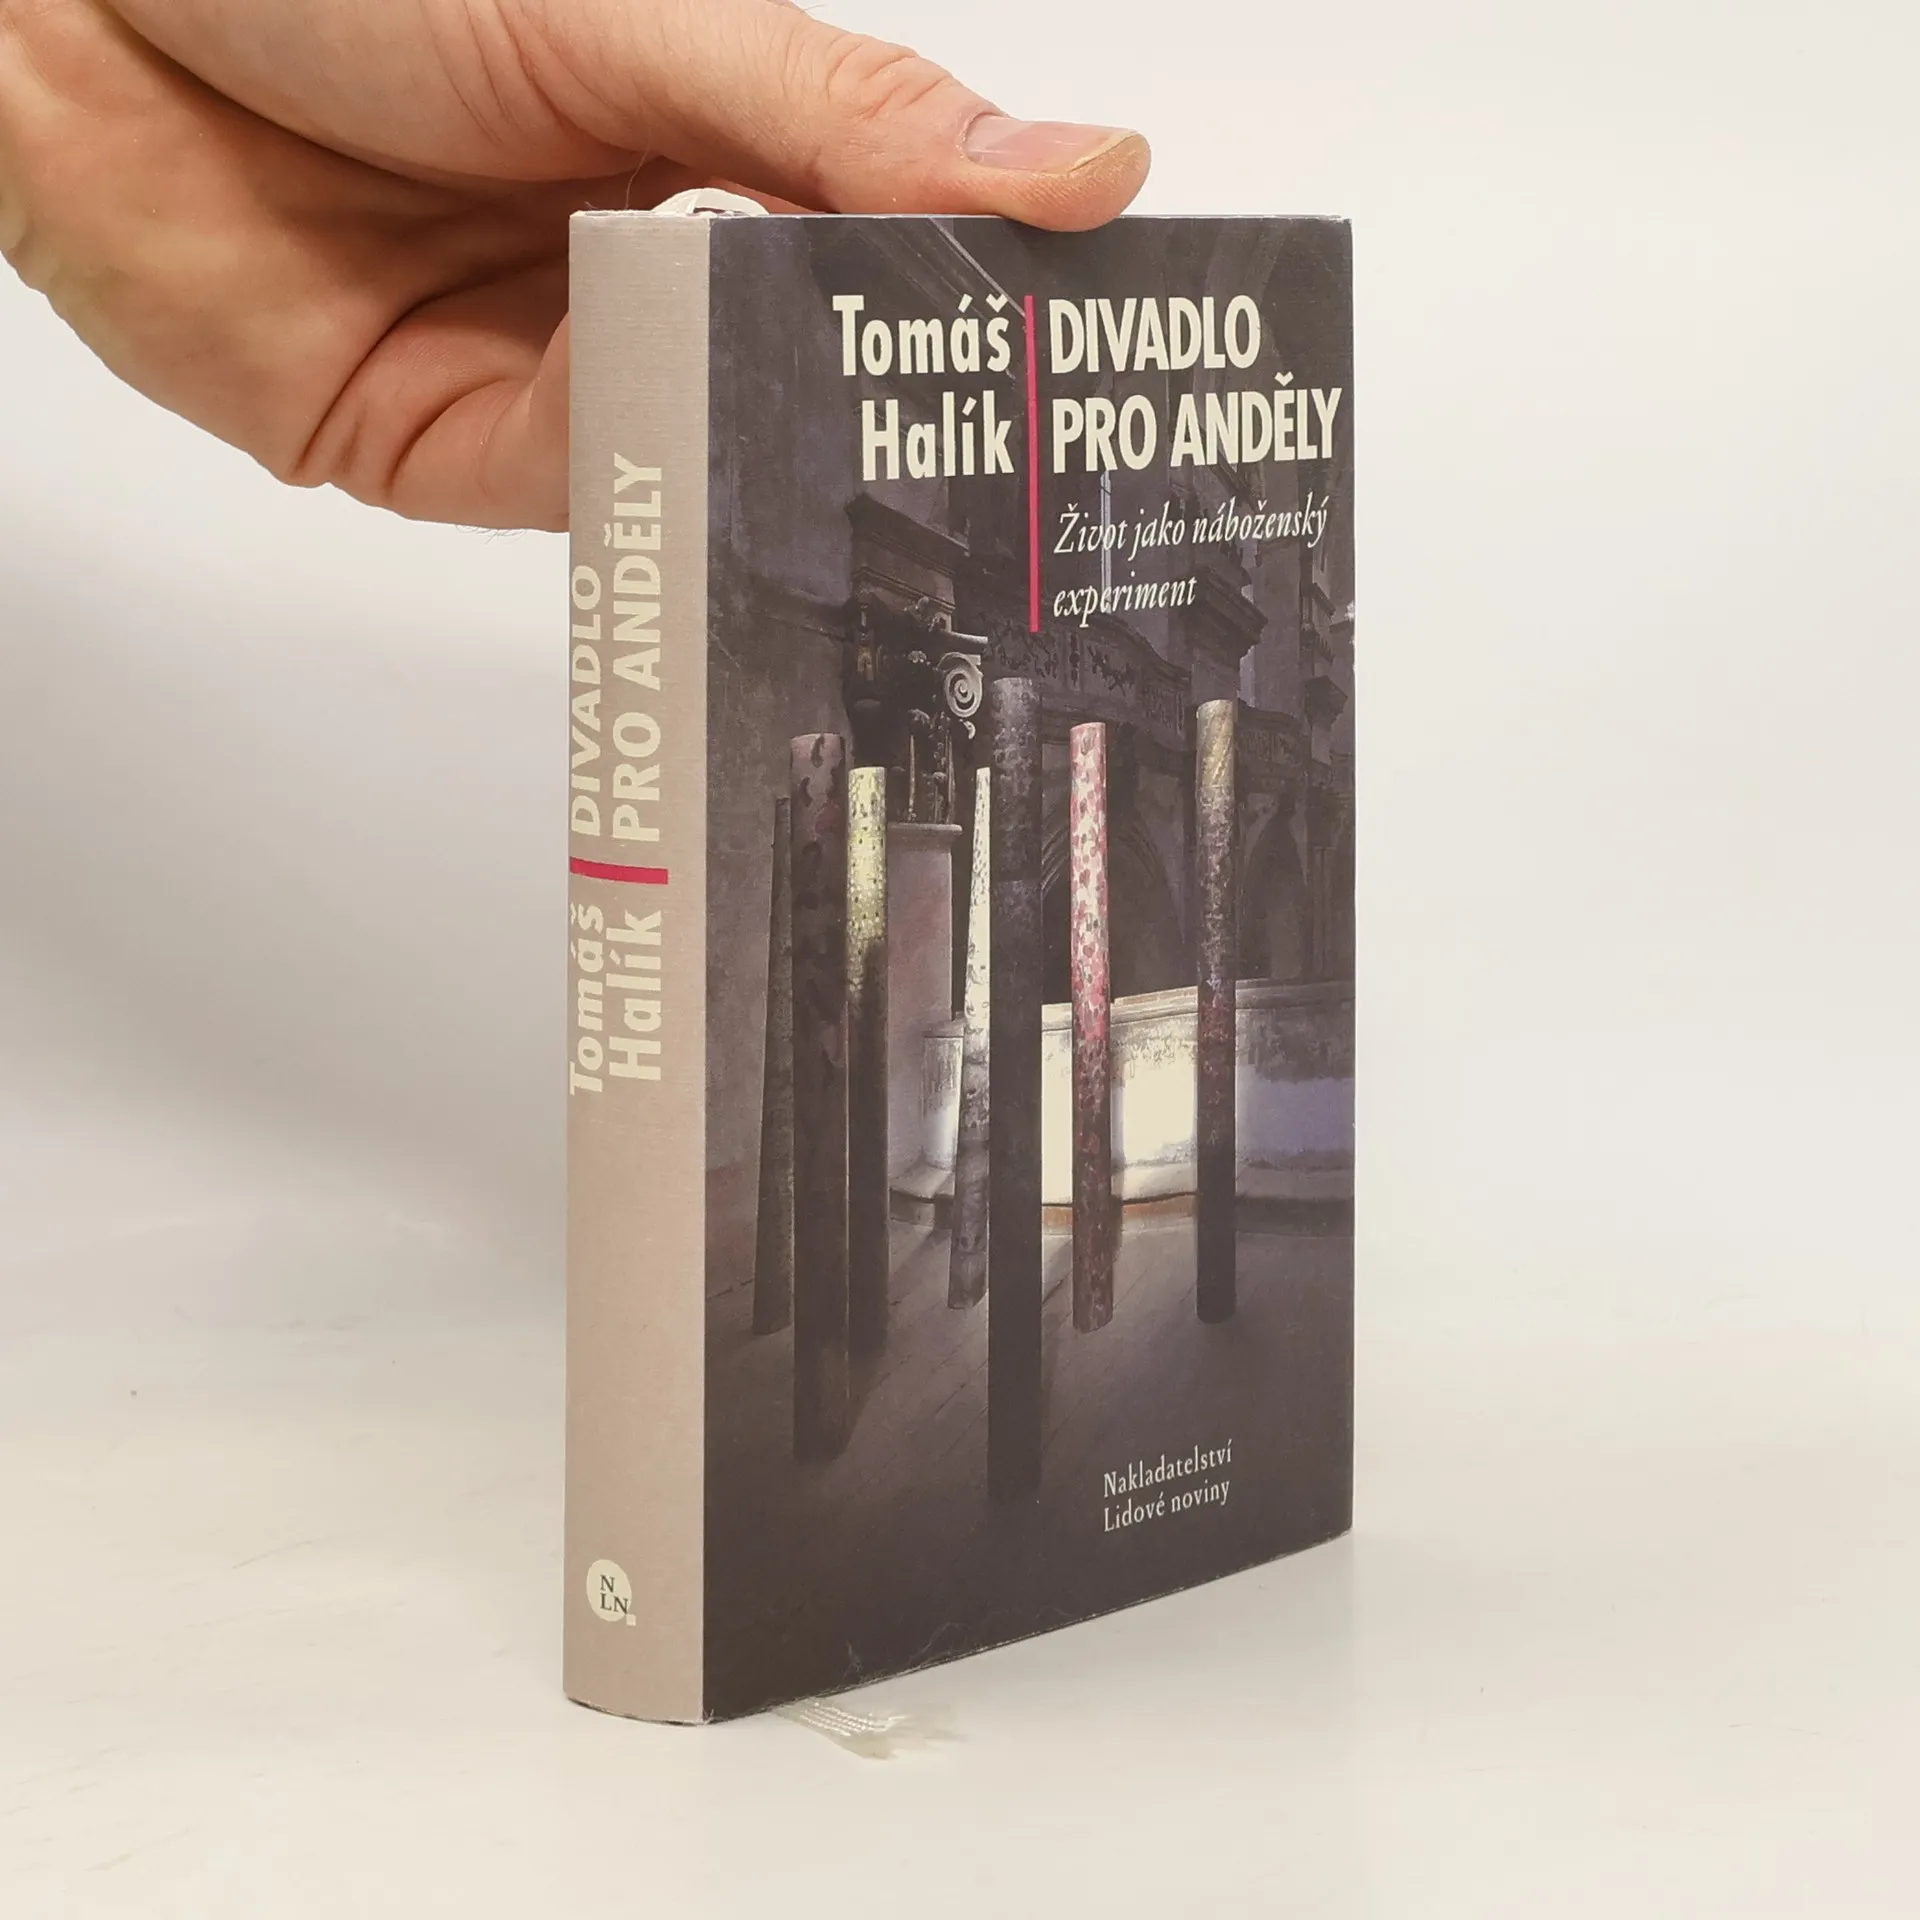 Tomáš
Halík
DIVADLO
PRO ANDĚLY
Život jako náboženský
experiment
Nakladatelství
Lidové noviny
Tomáš
Halík
DIVADLO
PRO ANDĚLY
N
LN